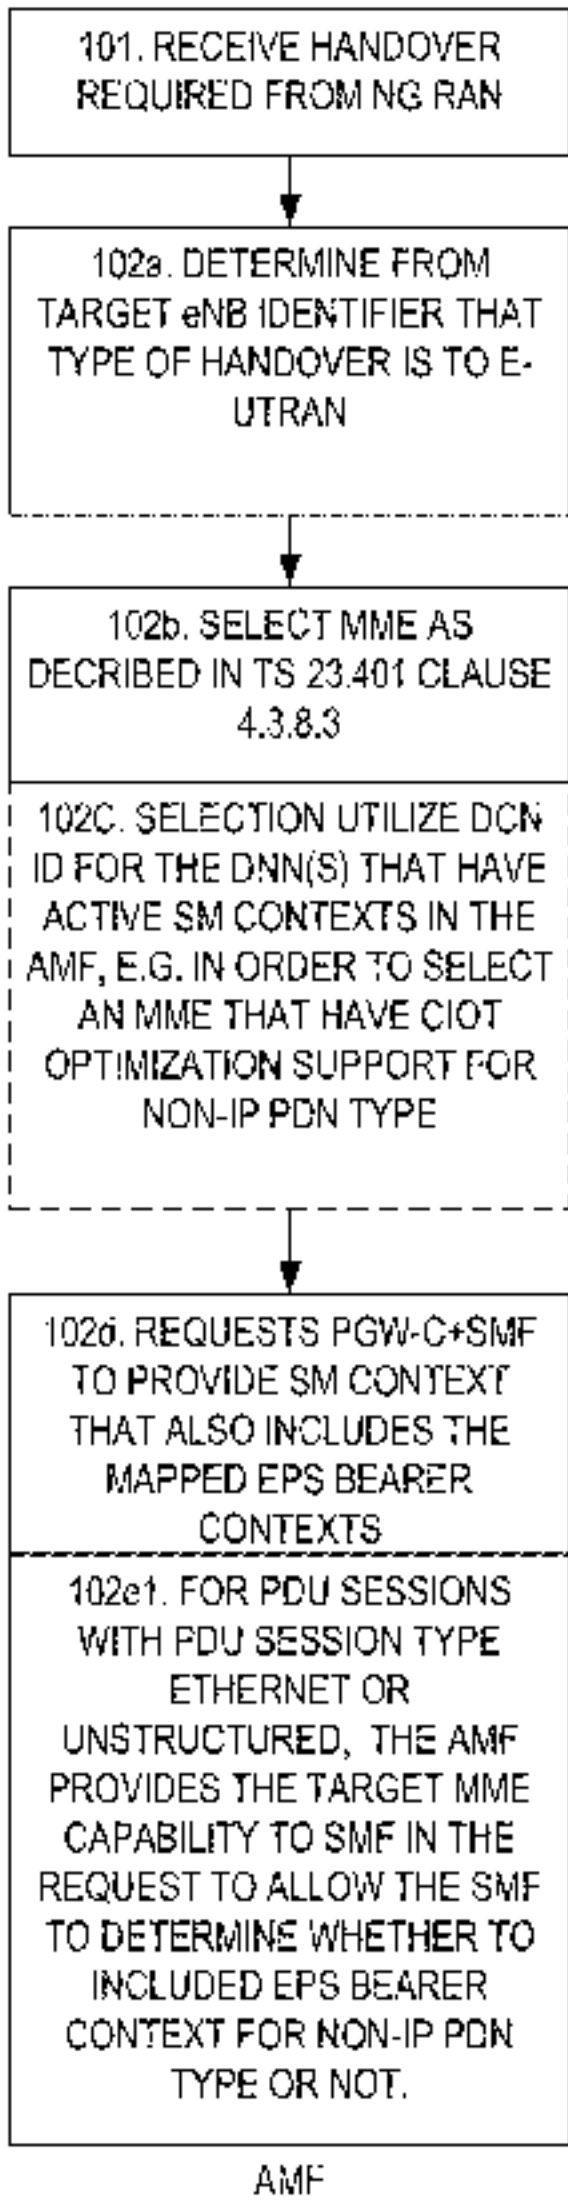 101. RECEIVE HANDOVER
REQUIRED FROM NG RAN
102a. DETERMINE FROM
TARGET eNB IDENTIFIER THAT
TYPE OF HANDOVER IS TO E-
UTRAN
102b. SELECT MME AS
DECRIBED IN TS 23.401 CLAUSE
4.3.8.3
102C. SELECTION UTILIZE DCN
ID FOR THE DNN(S) THAT HAVE
ACTIVE SM CONTEXTS IN THE
AMF, E.G. IN ORDER TO SELECT
AN MME THAT HAVE CIOT
OPTIMIZATION SUPPORT FOR
NON-IP PDN TYPE
102d. REQUESTS PGW-C+SMF
TO PROVIDE SM CONTEXT
THAT ALSO INCLUDES THE
MAPPED EPS BEARER
CONTEXTS
102e1. FOR PDU SESSIONS
WITH PDU SESSION TYPE
ETHERNET OR
UNSTRUCTURED, THE AMF
PROVIDES THE TARGET MME
CAPABILITY TO SMF IN THE
REQUEST TO ALLOW THE SMF
TO DETERMINE WHETHER TO
INCLUDED EPS BEARER
CONTEXT FOR NON-IP PDN
TYPE OR NOT.
AMF